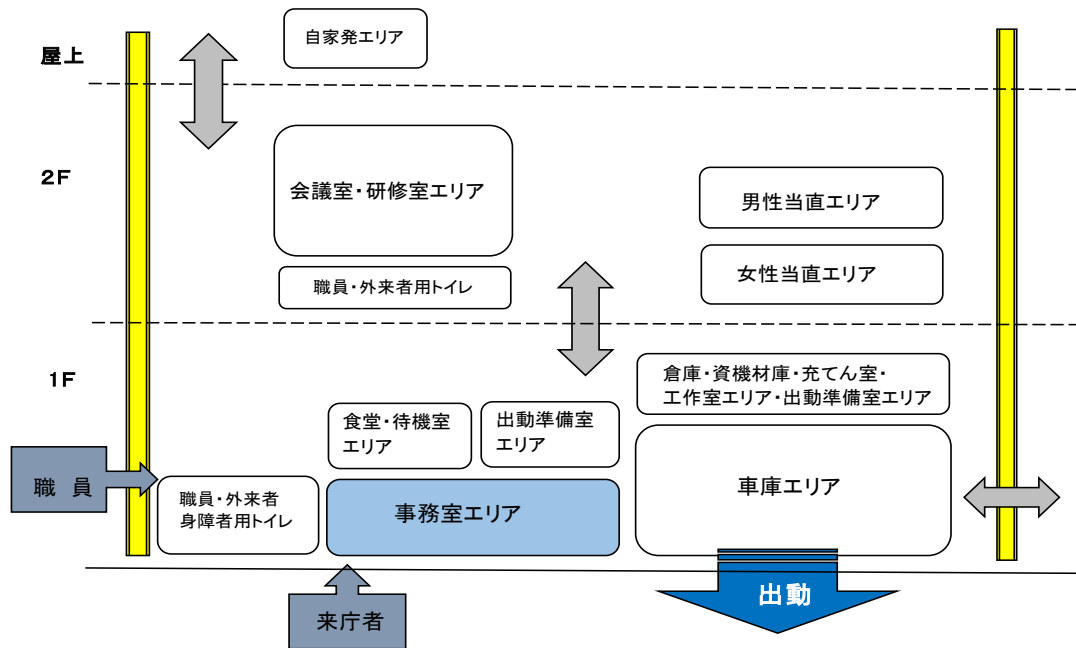 屋上
自家発エリア
2F
会議室・研修室エリア
男性当直エリア
女性当直エリア
職員・外来者用トイレ
1F
倉庫・資機材庫・充てん室・
工作室エリア・出動準備室エリア
食堂・待機室
エリア
出動準備室
エリア
職 員
職員・外来者
身障者用トイレ
事務室エリア
車庫エリア
来庁者
出動